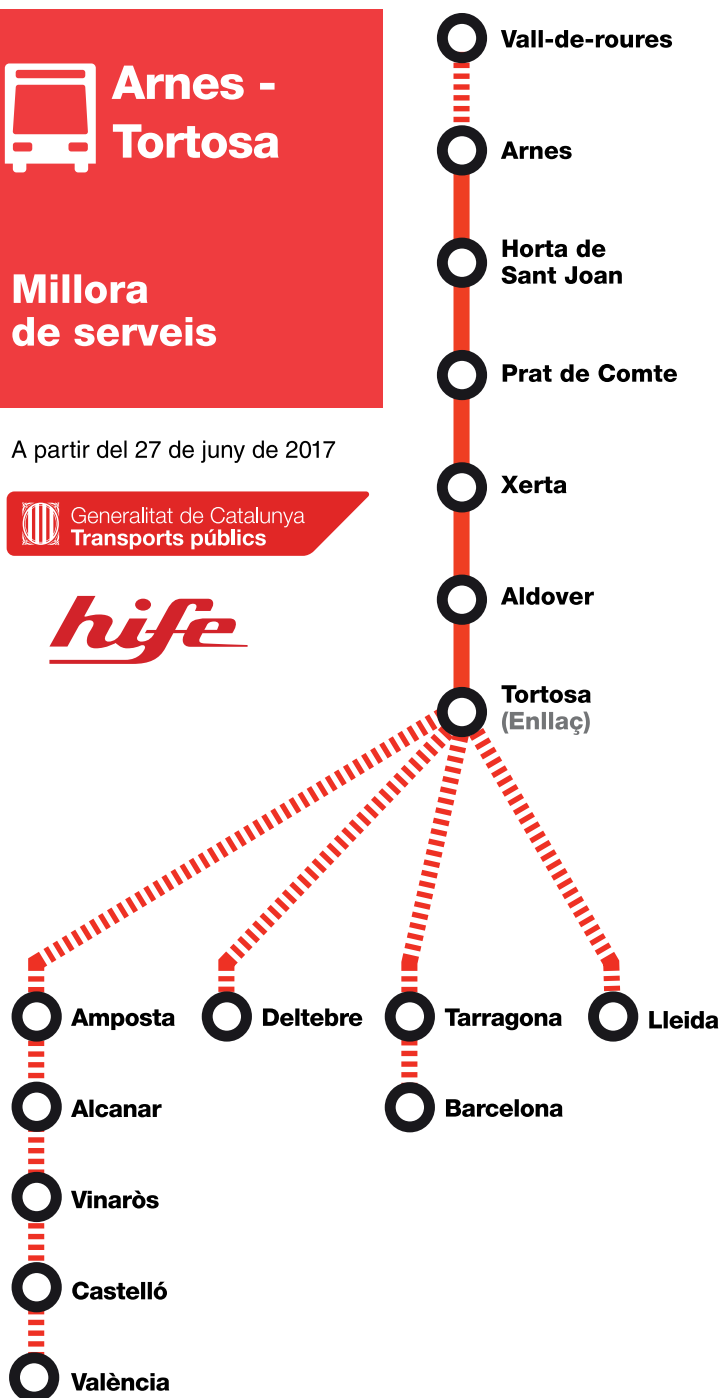 Arnes -
Tortosa
Millora
de serveis
A partir del 27 de juny de 2017
Generalitat de Catalunya
Transports públics
hife
Vall-de-roures
Arnes
Horta de
Sant Joan
Prat de Comte
Xerta
Aldover
Tortosa
(Enllaç)
Amposta
Deltebre
Tarragona
Lleida
Alcanar
Barcelona
Vinaròs
Castelló
València